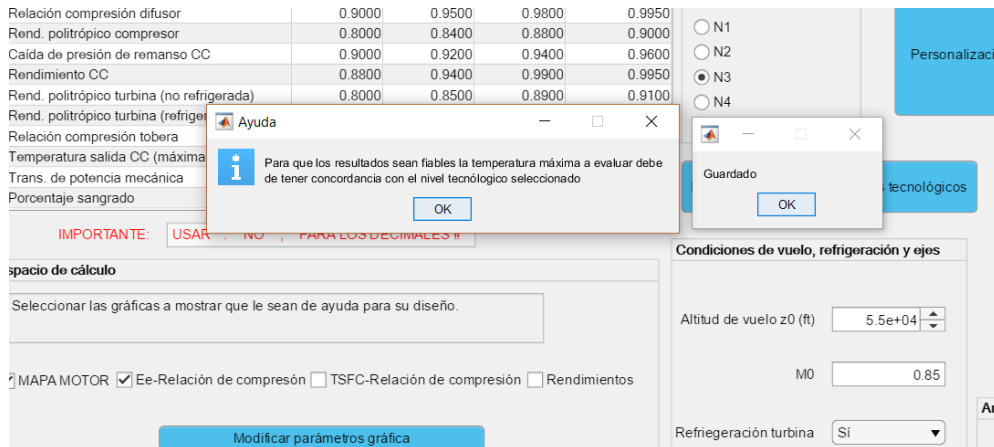 Relación compresión difusor 0.9000 0.9500 0.9800 0.9950
Rend. politrópico compresor 0.8000 0.8400 0.8800 0.9000
Caída de presión de remanso CC 0.9000 0.9200 0.9400 0.9600
Rendimiento CC 0.8800 0.9400 0.9900 0.9950
Rend. politrópico turbina (no refrigerada) 0.8000 0.8500 0.8900 0.9100
Rend. politrópico turbina (refriger
Relación compresión tobera
Temperatura salida CC (máxima
Trans. de potencia mecánica
Porcentaje sangrado
N1
N2
N3
N4
Personalizaci
Ayuda
Para que los resultados sean fiables la temperatura máxima a evaluar debe
de tener concordancia con el nivel tecnólogico seleccionado
OK
Guardado
OK
s tecnológicos
IMPORTANTE: USAR " . " NO " , " PARA LOS DECIMALES !!
spacio de cálculo
Seleccionar las gráficas a mostrar que le sean de ayuda para su diseño.
MAPA MOTOR Ee-Relación de compresón TSFC-Relación de compresión Rendimientos
Modificar parámetros gráfica
Condiciones de vuelo, refrigeración y ejes
Altitud de vuelo z0 (ft) 5.5e+04
M0 0.85
Refriegeración turbina Sí